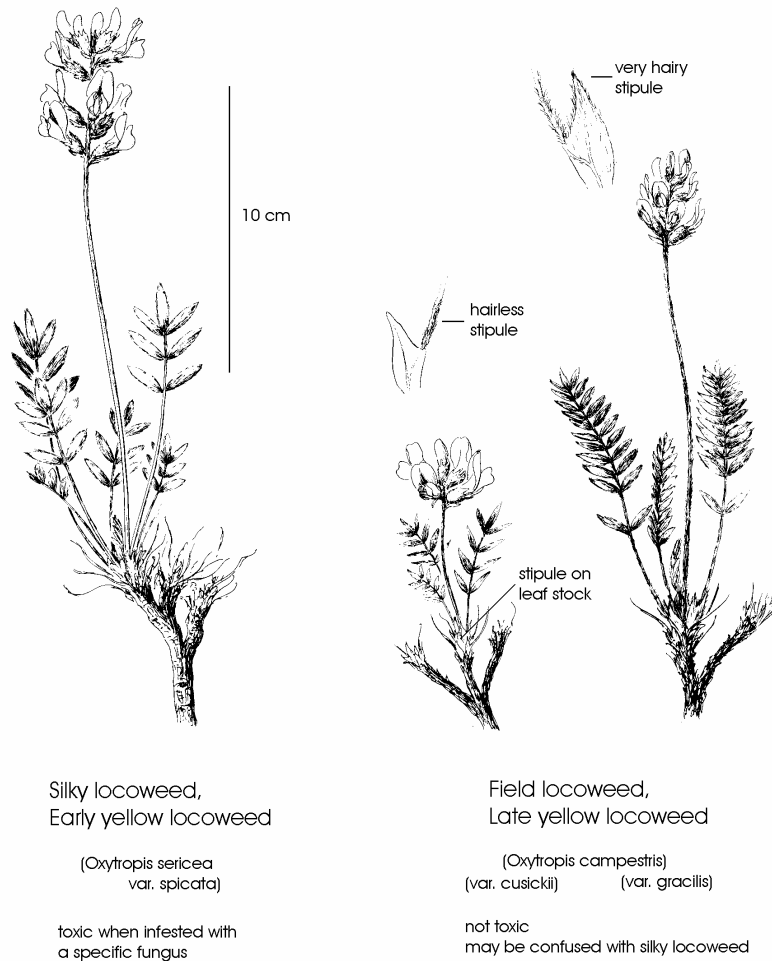 very hairy
stipule
10 cm
hairless
stipule
stipule on
leaf stock
Silky locoweed,
Early yellow locoweed
(Oxytropis sericea
var. spicata)
toxic when infested with
a specific fungus
Field locoweed,
Late yellow locoweed
(Oxytropis campestris)
(var. cusickii) (var. gracilis)
not toxic
may be confused with silky locoweed